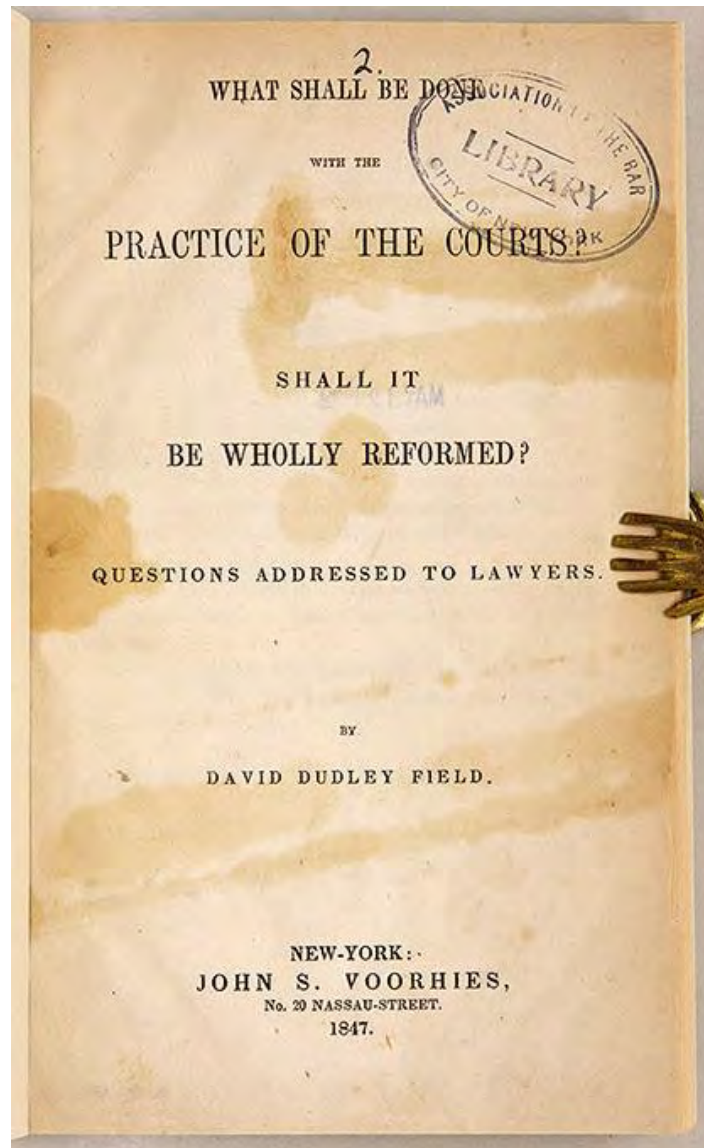 2.
WHAT SHALL BE DONE
WITH THE
PRACTICE OF THE COURTS?
ASSOCIATION OF THE BAR
LIBRARY
CITY OF NEW YORK
SHALL IT
BE WHOLLY REFORMED?
QUESTIONS ADDRESSED TO LAWYERS.
BY
DAVID DUDLEY FIELD.
NEW-YORK:
JOHN S. VOORHIES,
No. 20 NASSAU-STREET.
1847.